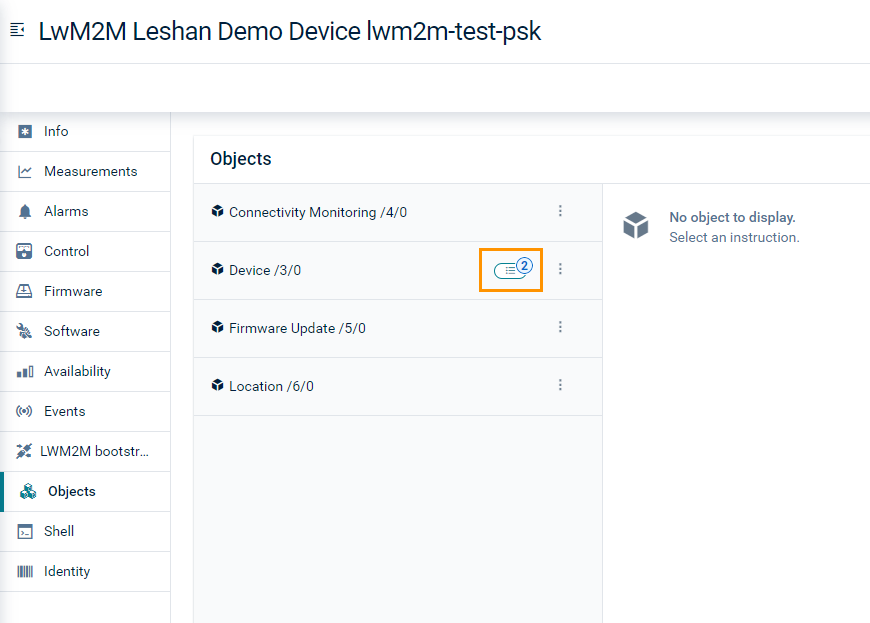 LwM2M Leshan Demo Device lwm2m-test-psk
Info
Measurements
Alarms
Control
Firmware
Software
Availability
Events
LWM2M bootstr...
Objects
Shell
Identity
Objects
Connectivity Monitoring /4/0
Device /3/0
2
Firmware Update /5/0
Location /6/0
No object to display.
Select an instruction.